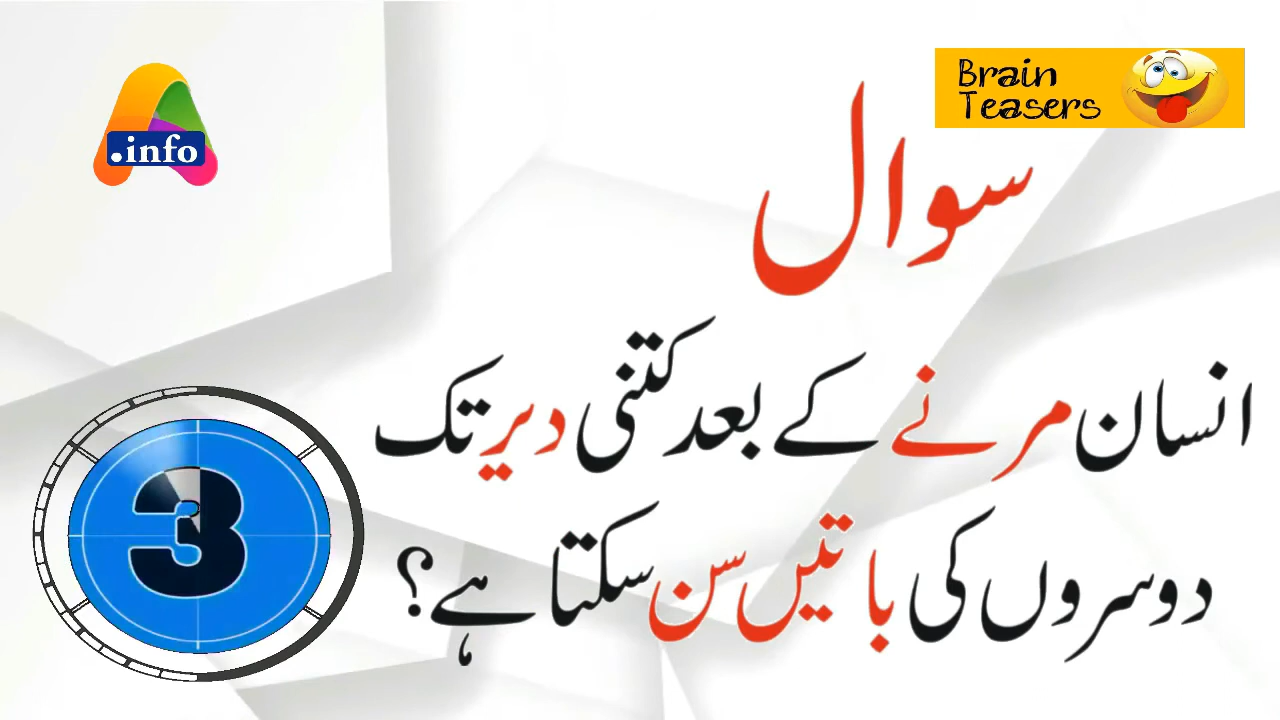 .info
Brain
Teasers
سوال
انسان مرنے کے بعد کتنی دیر تک
دوسروں کی باتیں سن سکتا ہے؟
3